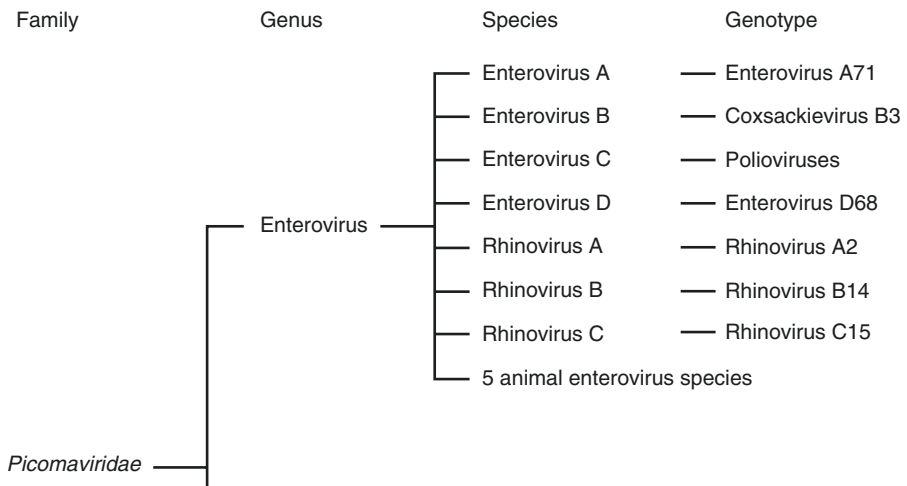 Family Genus Species Genotype
Enterovirus A Enterovirus A71
Enterovirus B Coxsackievirus B3
Enterovirus C Polioviruses
Enterovirus D Enterovirus D68
Enterovirus
Rhinovirus A Rhinovirus A2
Rhinovirus B Rhinovirus B14
Rhinovirus C Rhinovirus C15
5 animal enterovirus species
Picomaviridae